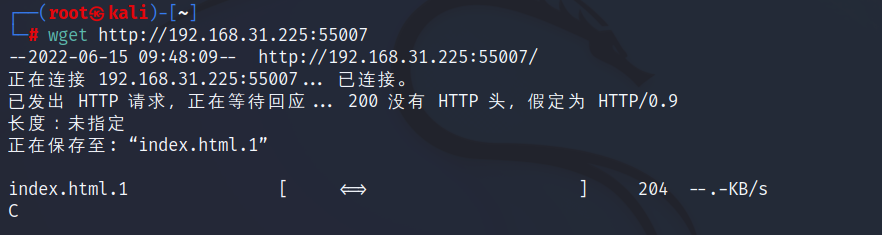 ┌──(root㉿kali)-[~]
└─# wget http://192.168.31.225:55007
--2022-06-15 09:48:09--  http://192.168.31.225:55007/
正在连接 192.168.31.225:55007... 已连接。
已发出 HTTP 请求，正在等待回应... 200 没有 HTTP 头，假定为 HTTP/0.9
长度：未指定
正在保存至: “index.html.1”
index.html.1 [ <=> ] 204 --.-KB/s
C